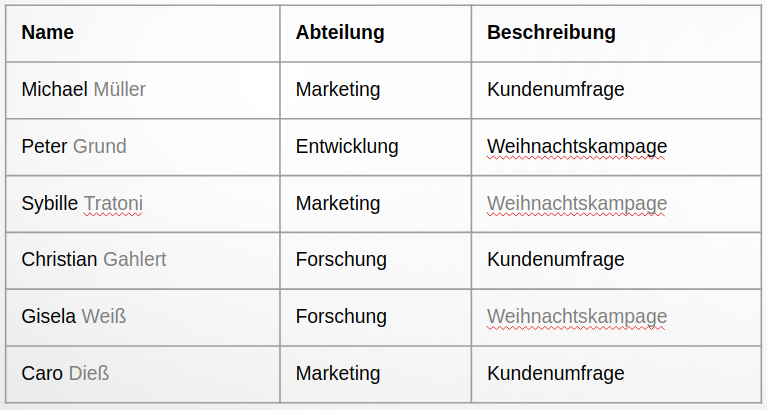 Name Abteilung Beschreibung
Michael Müller Marketing Kundenumfrage
Peter Grund Entwicklung Weihnachtskampage
Sybille Tratoni Marketing Weihnachtskampage
Christian Gahlert Forschung Kundenumfrage
Gisela Weiß Forschung Weihnachtskampage
Caro Dieß Marketing Kundenumfrage